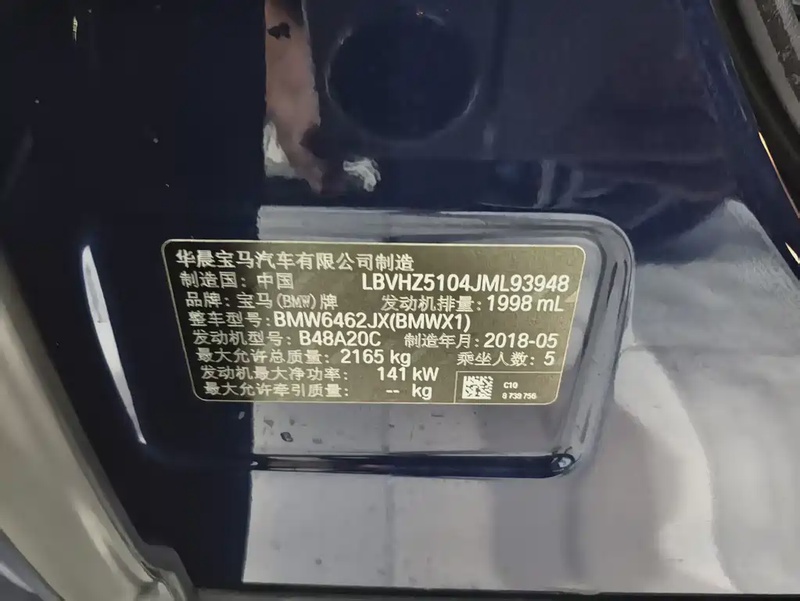 华晨宝马汽车有限公司制造
制造国: 中国 LBVHZ5104JML93948
品牌: 宝马(BMW)牌 发动机排量: 1998 mL
整车型号: BMW6462JX(BMWX1)
发动机型号: B48A20C 制造年月: 2018-05
最大允许总质量: 2165 kg 乘坐人数: 5
发动机最大净功率: 141 kW
最大允许牵引质量: -- kg
C10
8 739 756